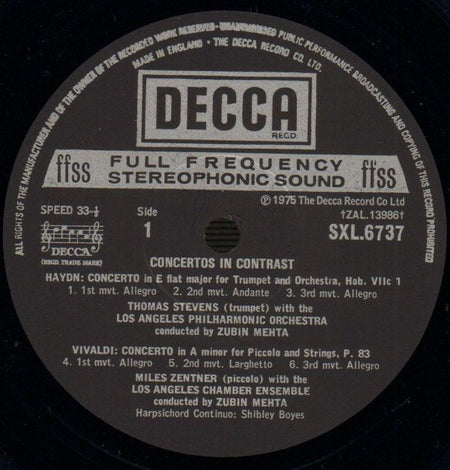 ALL RIGHTS OF THE MANUFACTURER AND OF THE OWNER OF THE RECORDED WORK RESERVED · UNAUTHORISED PUBLIC PERFORMANCE BROADCASTING AND COPYING OF THIS RECORD PROHIBITED
MADE IN ENGLAND · THE DECCA RECORD CO. LTD.
DECCA
REGD
ffss FULL FREQUENCY ffss
STEREOPHONIC SOUND
℗ 1975 The Decca Record Co Ltd
SPEED 33-⅓ Side †ZAL.13986†
1 SXL.6737
DECCA
(REGD. TRADE MARK)
CONCERTOS IN CONTRAST
HAYDN: CONCERTO in E flat major for Trumpet and Orchestra, Hob. VIIc 1
1. 1st mvt. Allegro 2. 2nd mvt. Andante 3. 3rd mvt. Allegro
THOMAS STEVENS (trumpet) with the
LOS ANGELES PHILHARMONIC ORCHESTRA
conducted by ZUBIN MEHTA
VIVALDI: CONCERTO in A minor for Piccolo and Strings, P. 83
4. 1st mvt. Allegro 5. 2nd mvt. Larghetto 6. 3rd mvt. Allegro
MILES ZENTNER (piccolo) with the
LOS ANGELES CHAMBER ENSEMBLE
conducted by ZUBIN MEHTA
Harpsichord Continuo: Shibley Boyes